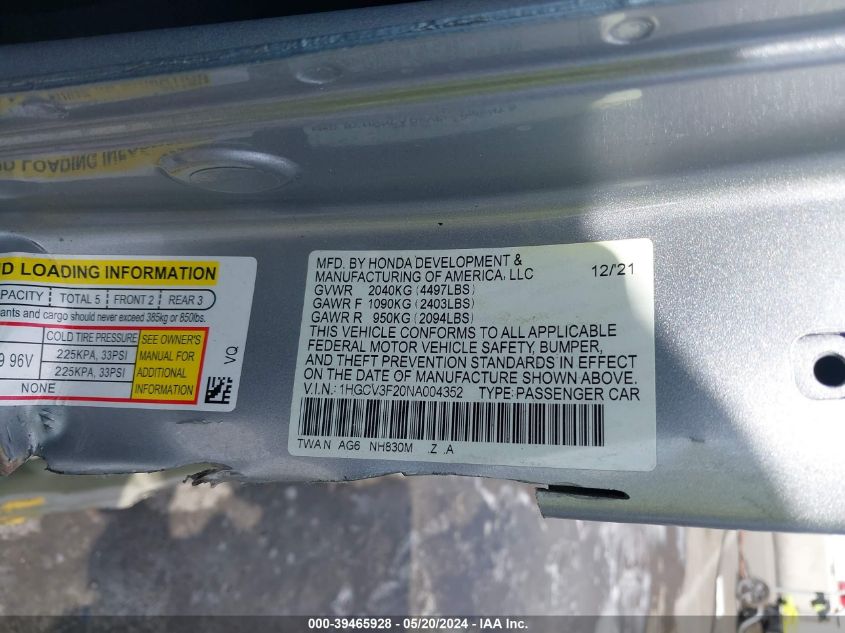 D LOADING INFORMATION
PACITY TOTAL 5 FRONT 2 REAR 3
ants and cargo should never exceed 385kg or 850lbs.
COLD TIRE PRESSURE
9 96V
225KPA, 33PSI
225KPA, 33PSI
NONE
SEE OWNER'S
MANUAL FOR
ADDITIONAL
INFORMATION
VQ
MFD. BY HONDA DEVELOPMENT &
MANUFACTURING OF AMERICA, LLC 12/'21
GVWR 2040KG (4497LBS)
GAWR F 1090KG (2403LBS)
GAWR R 950KG (2094LBS)
THIS VEHICLE CONFORMS TO ALL APPLICABLE
FEDERAL MOTOR VEHICLE SAFETY, BUMPER,
AND THEFT PREVENTION STANDARDS IN EFFECT
ON THE DATE OF MANUFACTURE SHOWN ABOVE.
V.I.N.: 1HGCV3F20NA004352 TYPE: PASSENGER CAR
TWA N AG6 NH830M .Z .A
000-39465928 / 05/20/2024 - IAA Inc.